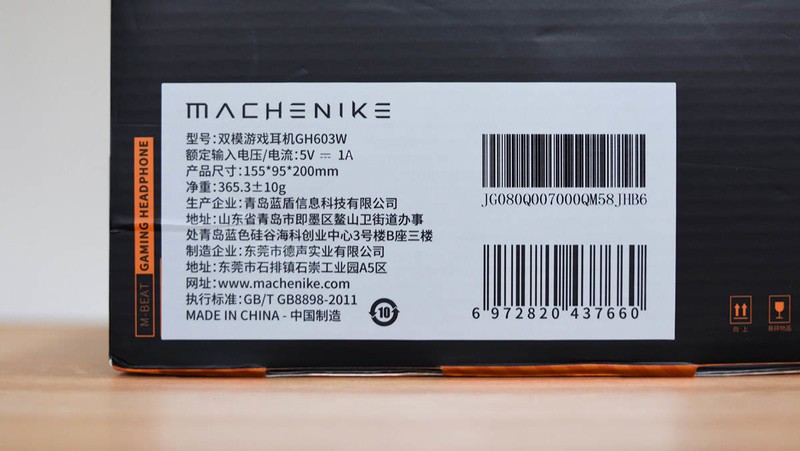 MACHENIKE
型号:双模游戏耳机GH603W
额定输入电压/电流:5V ⎓ 1A
产品尺寸:155*95*200mm
净重:365.3±10g
生产企业:青岛蓝盾信息科技有限公司
地址:山东省青岛市即墨区鳌山卫街道办事
处青岛蓝色硅谷海科创业中心3号楼B座三楼
制造企业:东莞市德声实业有限公司
地址:东莞市石排镇石崇工业园A5区
网址:www.machenike.com
执行标准:GB/T GB8898-2011
MADE IN CHINA - 中国制造
10
JG080Q007000QM58JHB6
6 972820 437660
M-BEAT GAMING HEADPHONE
向上
易碎物品